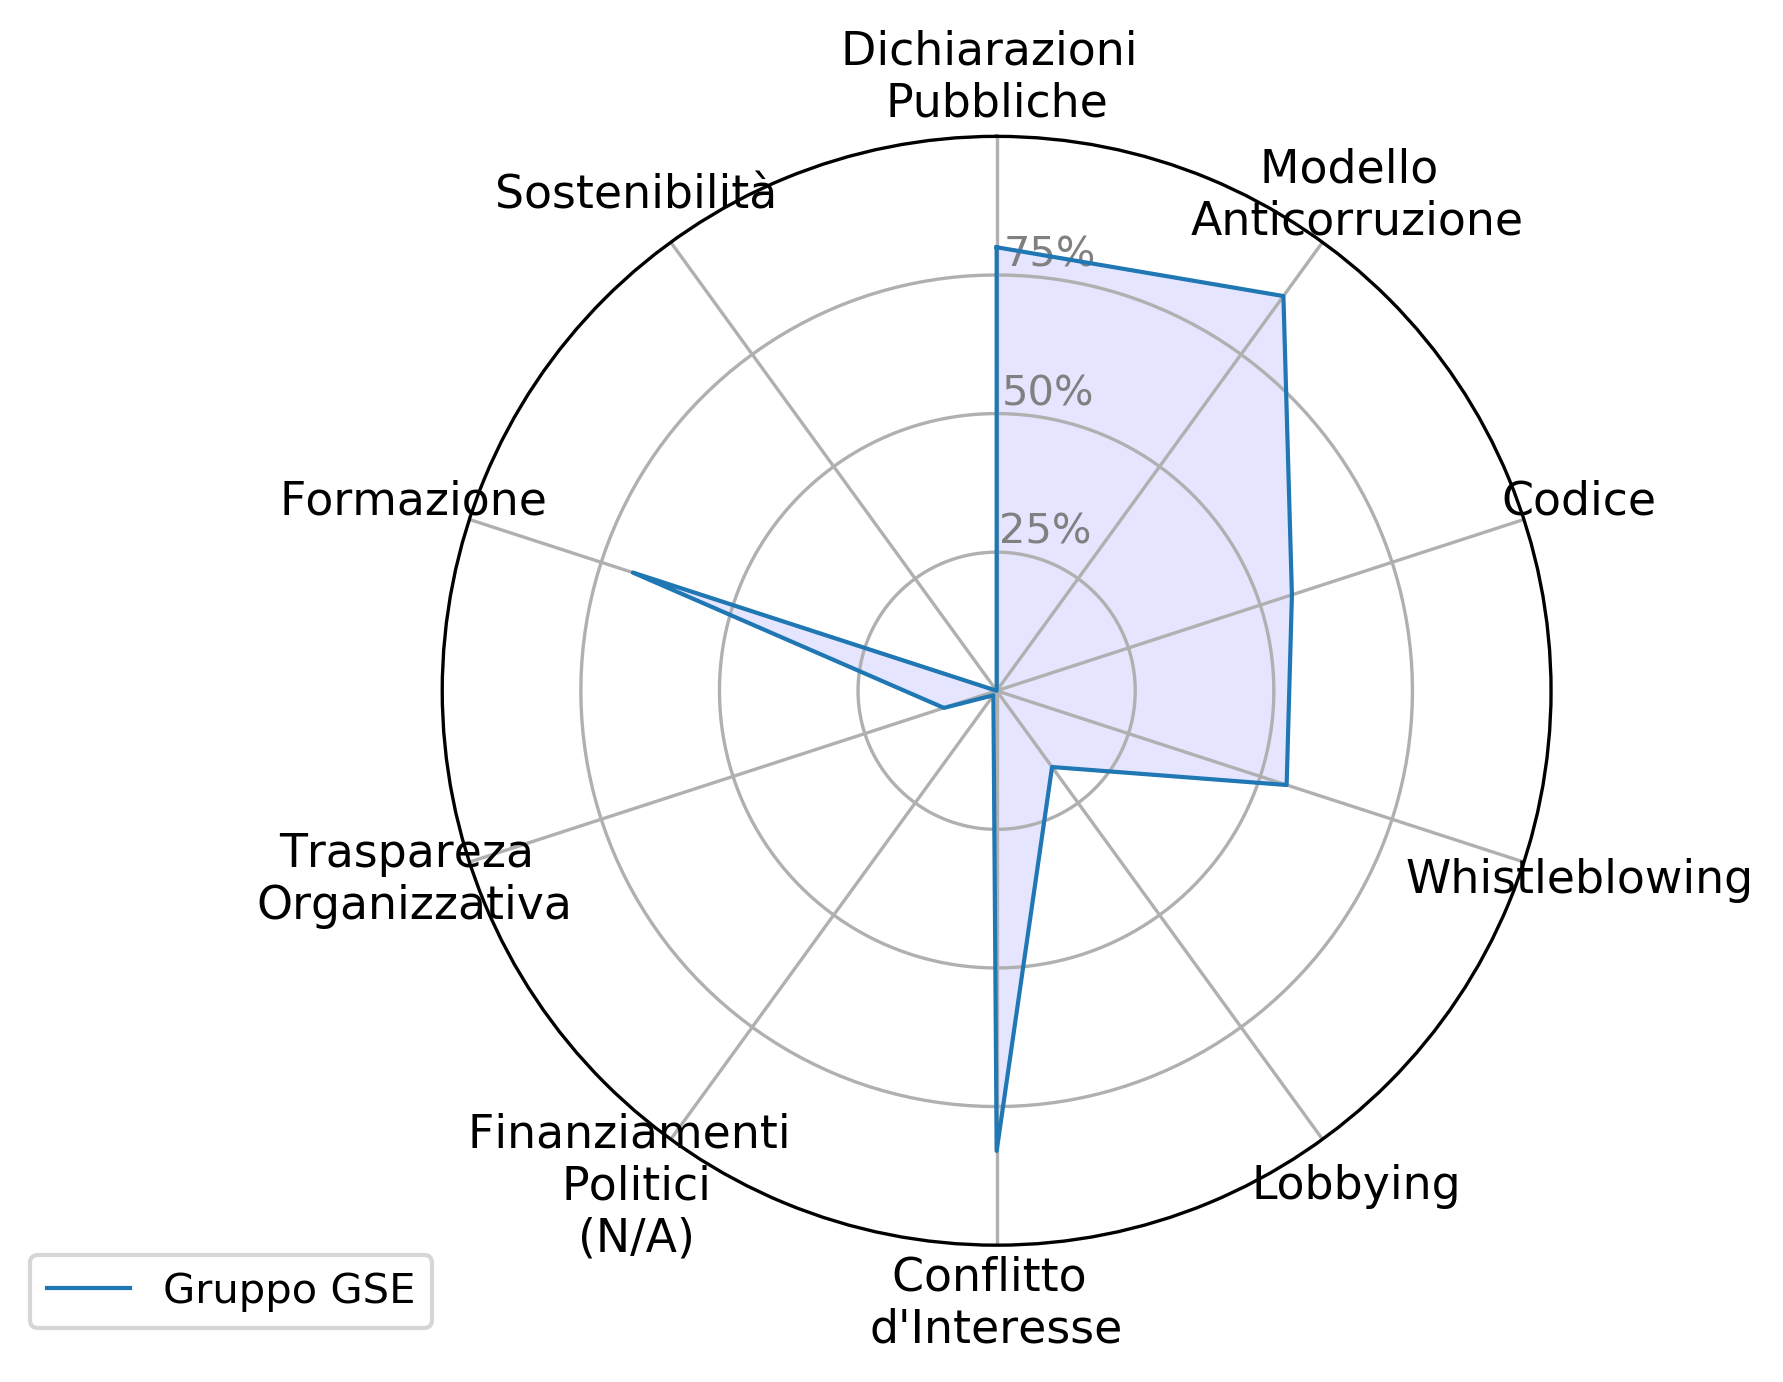 Dichiarazioni
Pubbliche
Modello
Anticorruzione
Sostenibilità
75%
50%
25%
Formazione
Codice
Traspareza
Organizzativa
Whistleblowing
Finanziamenti
Politici
(N/A)
Lobbying
Conflitto
d'Interesse
Gruppo GSE